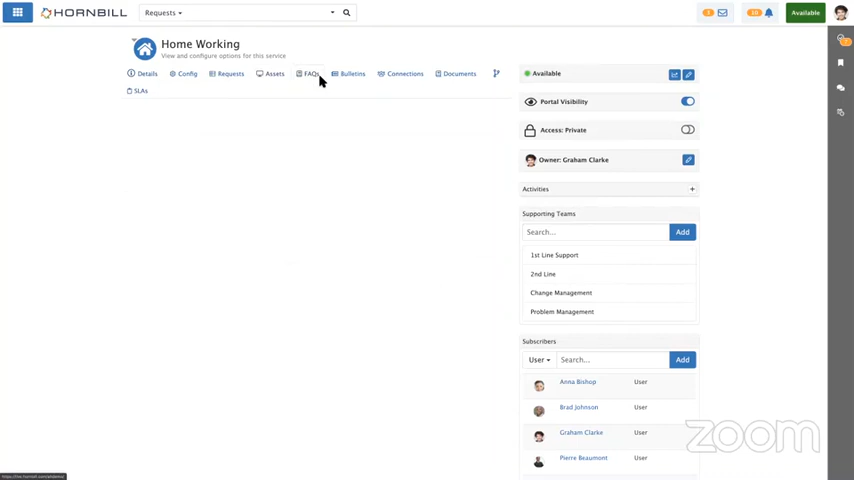 HORNBILL
Requests
Available
Home Working
View and configure options for this service
Details
Config
Requests
Assets
FAQs
Bulletins
Connections
Documents
SLAs
Available
Portal Visibility
Access: Private
Owner: Graham Clarke
Activities
+
Supporting Teams
Search...
Add
1st Line Support
2nd Line
Change Management
Problem Management
Subscribers
User
Search...
Add
Anna Bishop
User
Brad Johnson
User
Graham Clarke
User
Pierre Beaumont
User
zoom